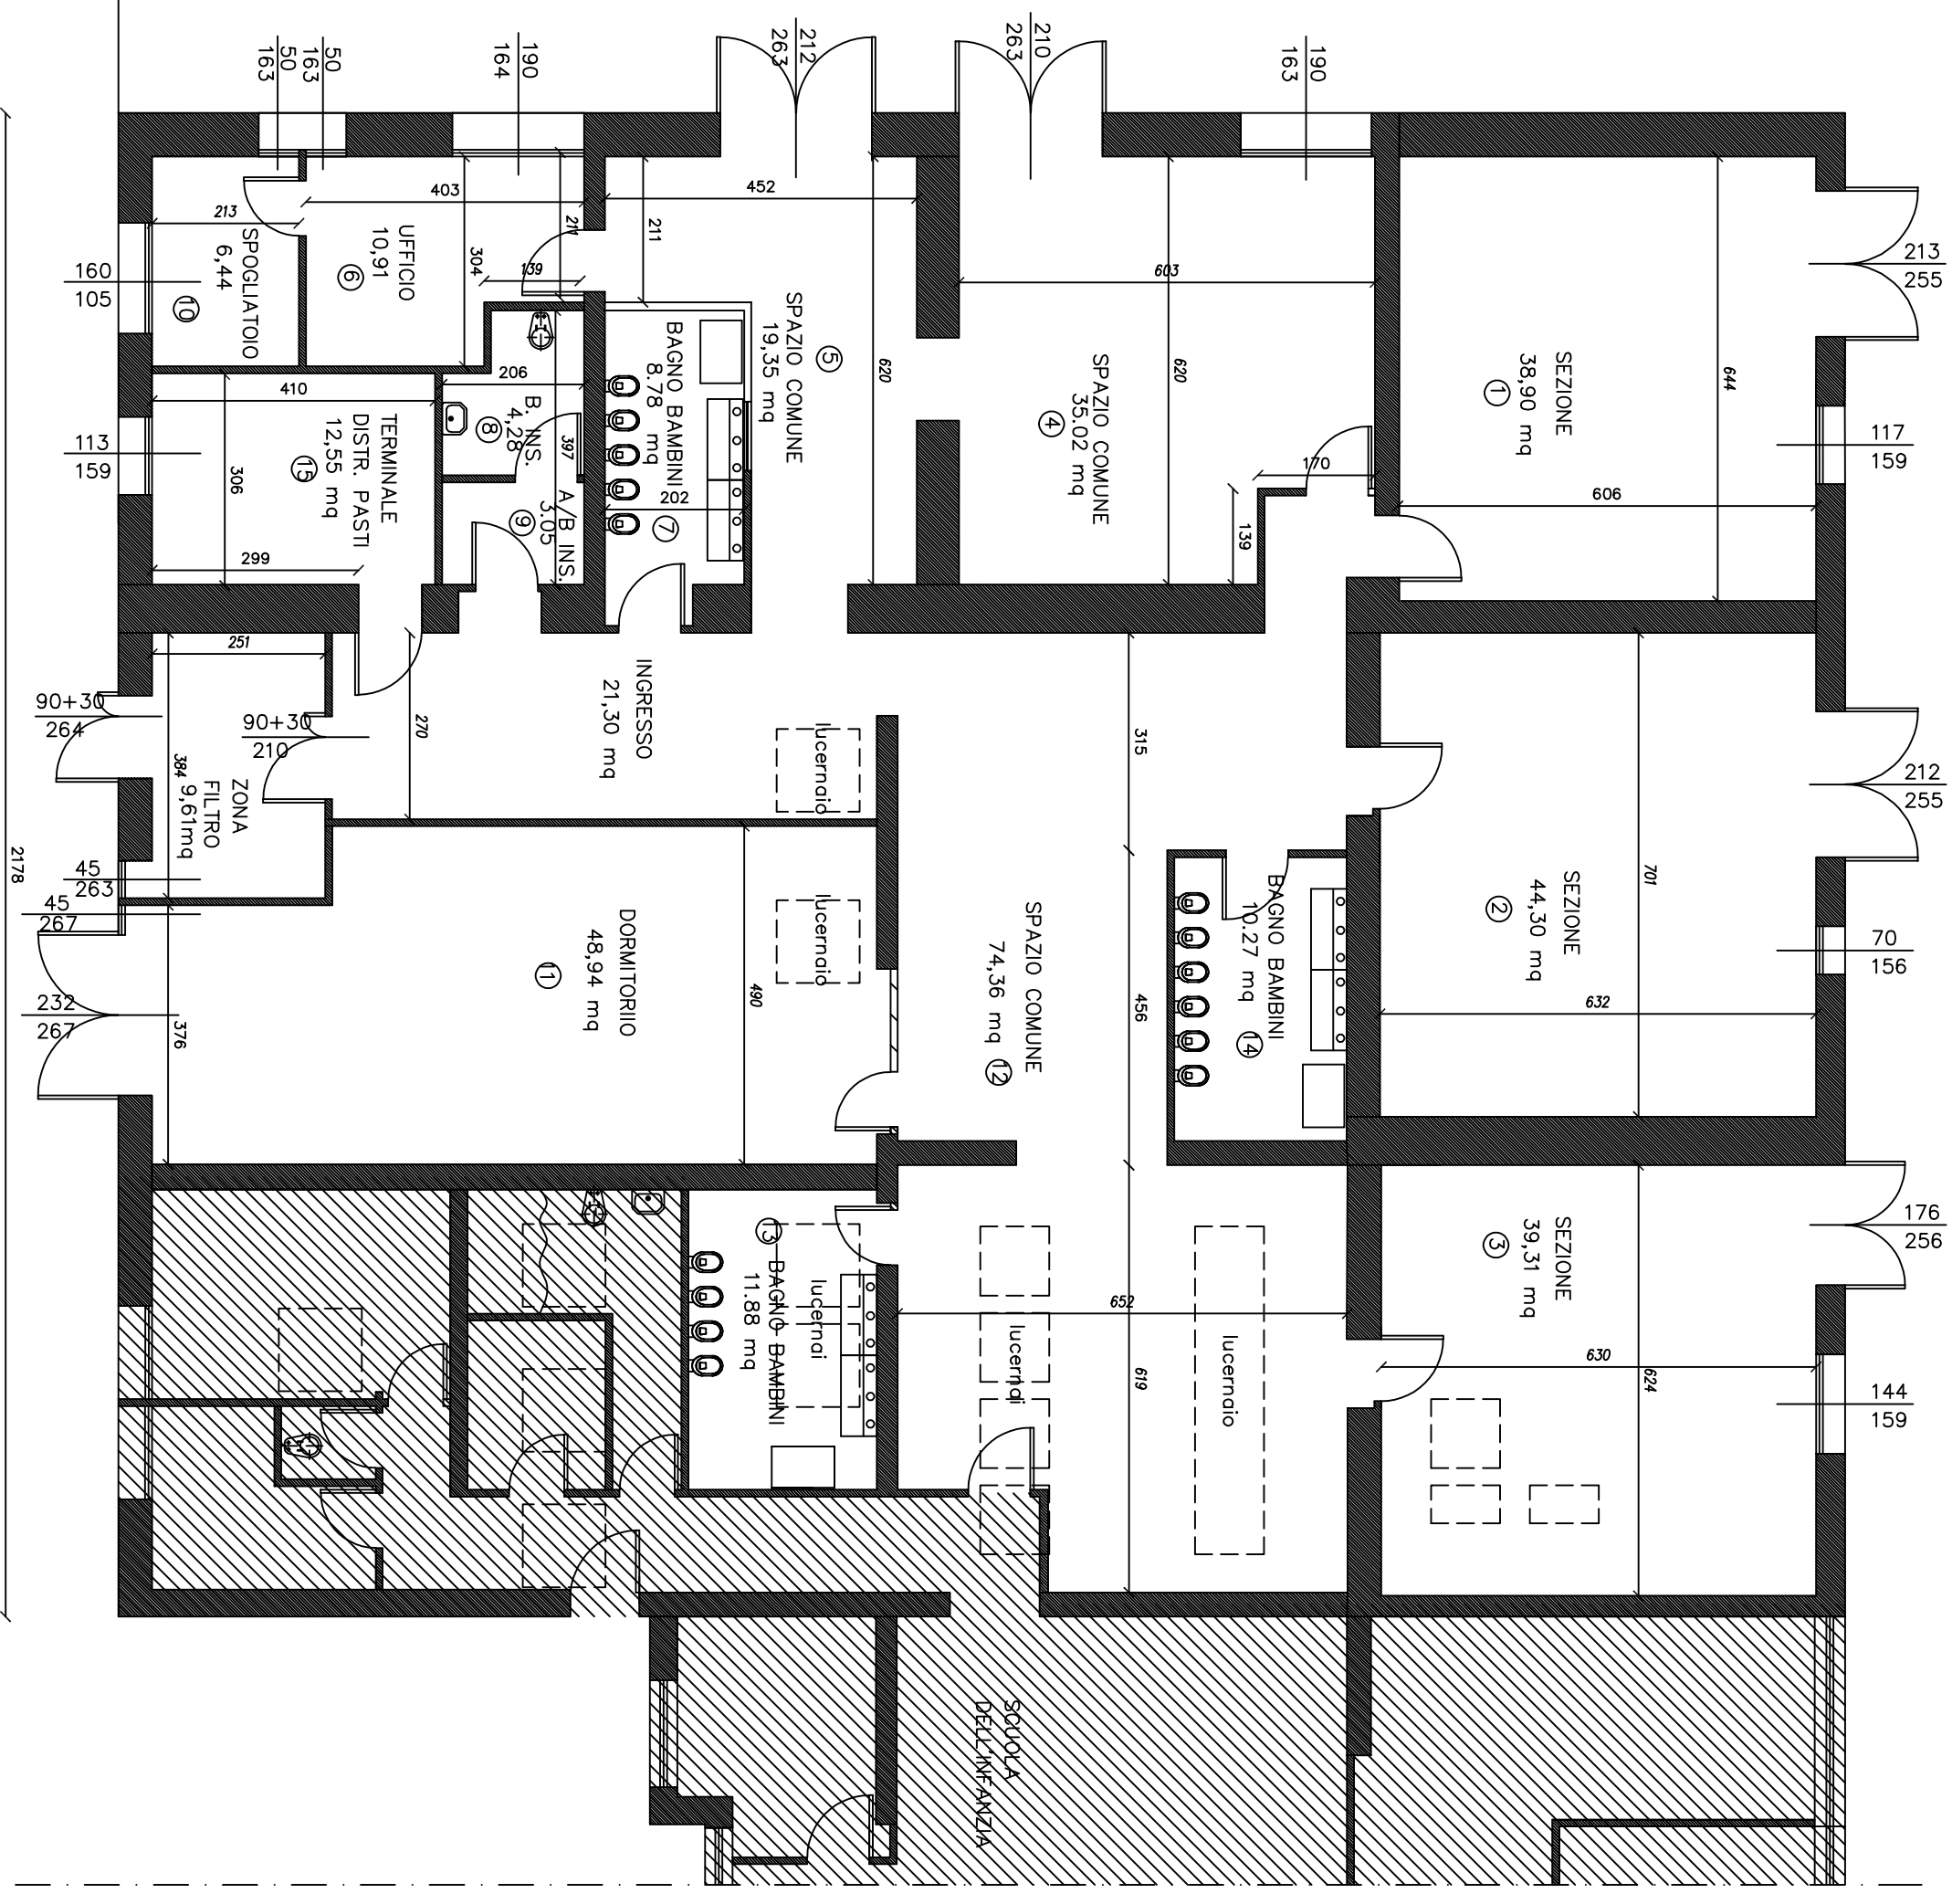 212
263
210
263
190
163
190
164
50
163
50
163
213
255
117
159
212
255
70
156
176
256
144
159
160
105
113
159
90+30
264
90+30
210
45
263
45
267
232
267
2178
SEZIONE
38,90 mq
1
644
606
SEZIONE
44,30 mq
2
701
632
SEZIONE
39,31 mq
3
630
624
SPAZIO COMUNE
35.02 mq
4
603
620
170
139
SPAZIO COMUNE
19,35 mq
5
452
620
211
UFFICIO
10,91
6
403
304
211
139
BAGNO BAMBINI
8.78 mq
7
202
B. INS.
4,28
8
206
397
A/B INS.
3.05
9
SPOGLIATOIO
6,44
10
213
TERMINALE
DISTR. PASTI
12,55 mq
15
410
306
299
INGRESSO
21,30 mq
270
lucernaio
ZONA
FILTRO
9,61mq
251
384
DORMITORIIO
48,94 mq
11
490
376
lucernaio
SPAZIO COMUNE
74,36 mq
12
315
456
619
652
BAGNO BAMBINI
10.27 mq
14
BAGNO BAMBINI
11.88 mq
13
lucernai
lucernai
lucernaio
SCUOLA
DELL'INFANZIA